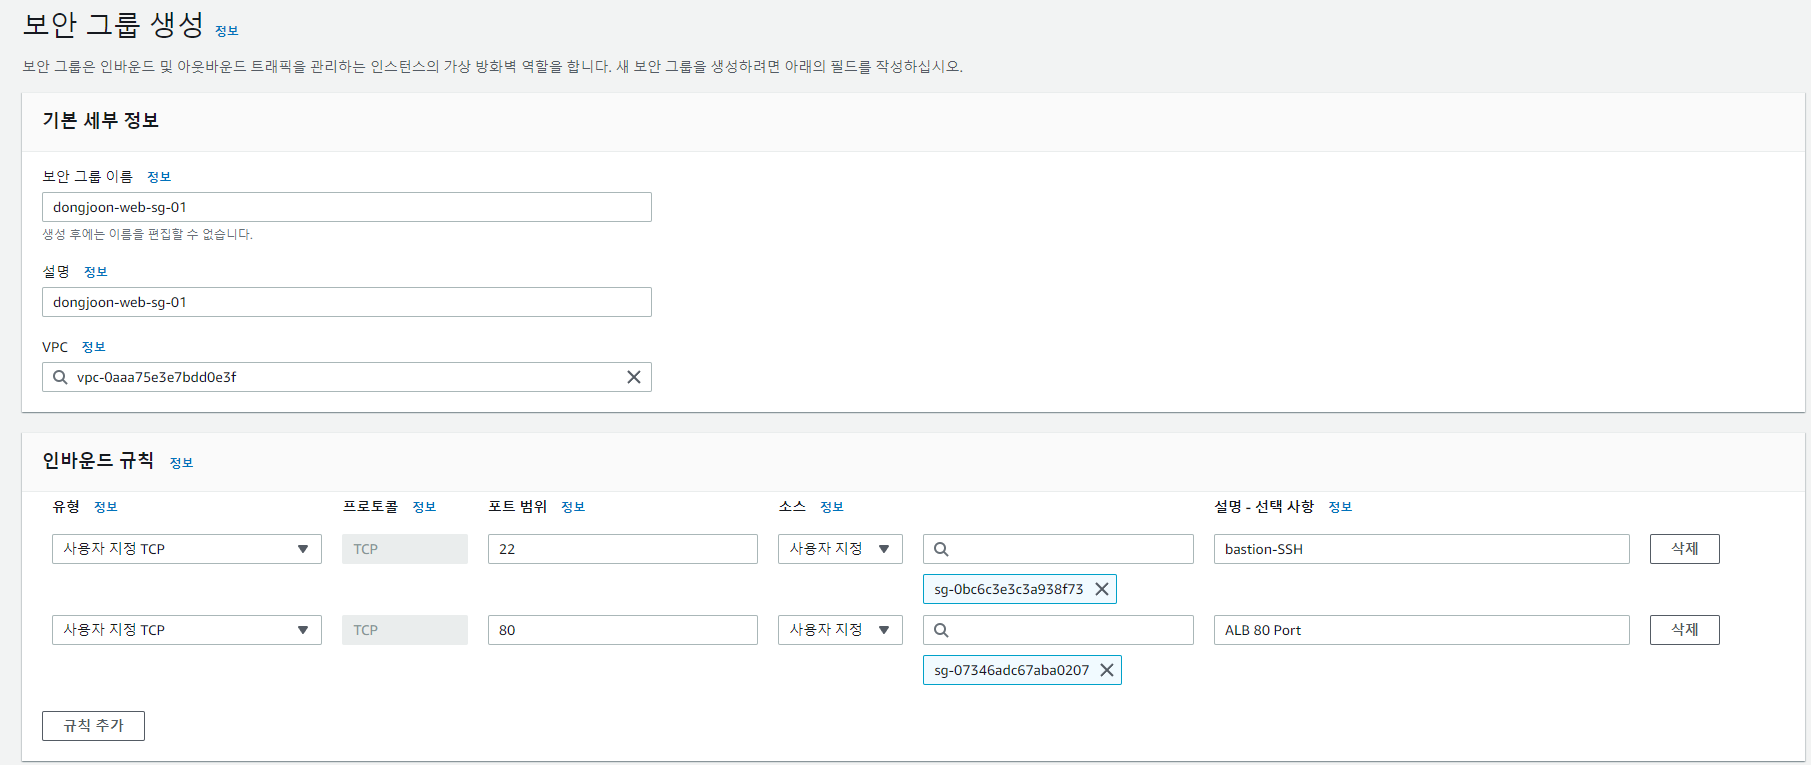 보안 그룹 생성 정보
보안 그룹은 인바운드 및 아웃바운드 트래픽을 관리하는 인스턴스의 가상 방화벽 역할을 합니다. 새 보안 그룹을 생성하려면 아래의 필드를 작성하십시오.
기본 세부 정보
보안 그룹 이름 정보
dongjoon-web-sg-01
생성 후에는 이름을 편집할 수 없습니다.
설명 정보
dongjoon-web-sg-01
VPC 정보
vpc-0aaa75e3e7bdd0e3f
인바운드 규칙 정보
유형 정보 프로토콜 정보 포트 범위 정보 소스 정보 설명 - 선택 사항 정보
사용자 지정 TCP TCP 22 사용자 지정 bastion-SSH 삭제
sg-0bc6c3e3c3a938f73
사용자 지정 TCP TCP 80 사용자 지정 ALB 80 Port 삭제
sg-07346adc67aba0207
규칙 추가